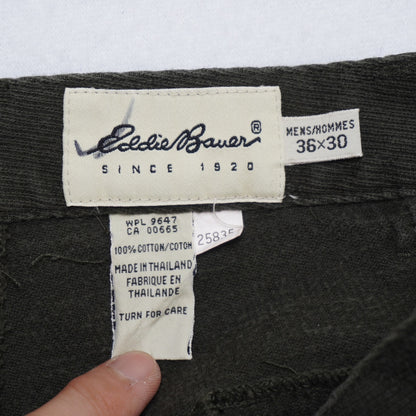 Eddie Bauer ®
SINCE 1920
MENS/HOMMES
36×30
WPL 9647
CA 00665
100% COTTON/COTON
MADE IN THAILAND
FABRIQUE EN
THAILANDE
TURN FOR CARE